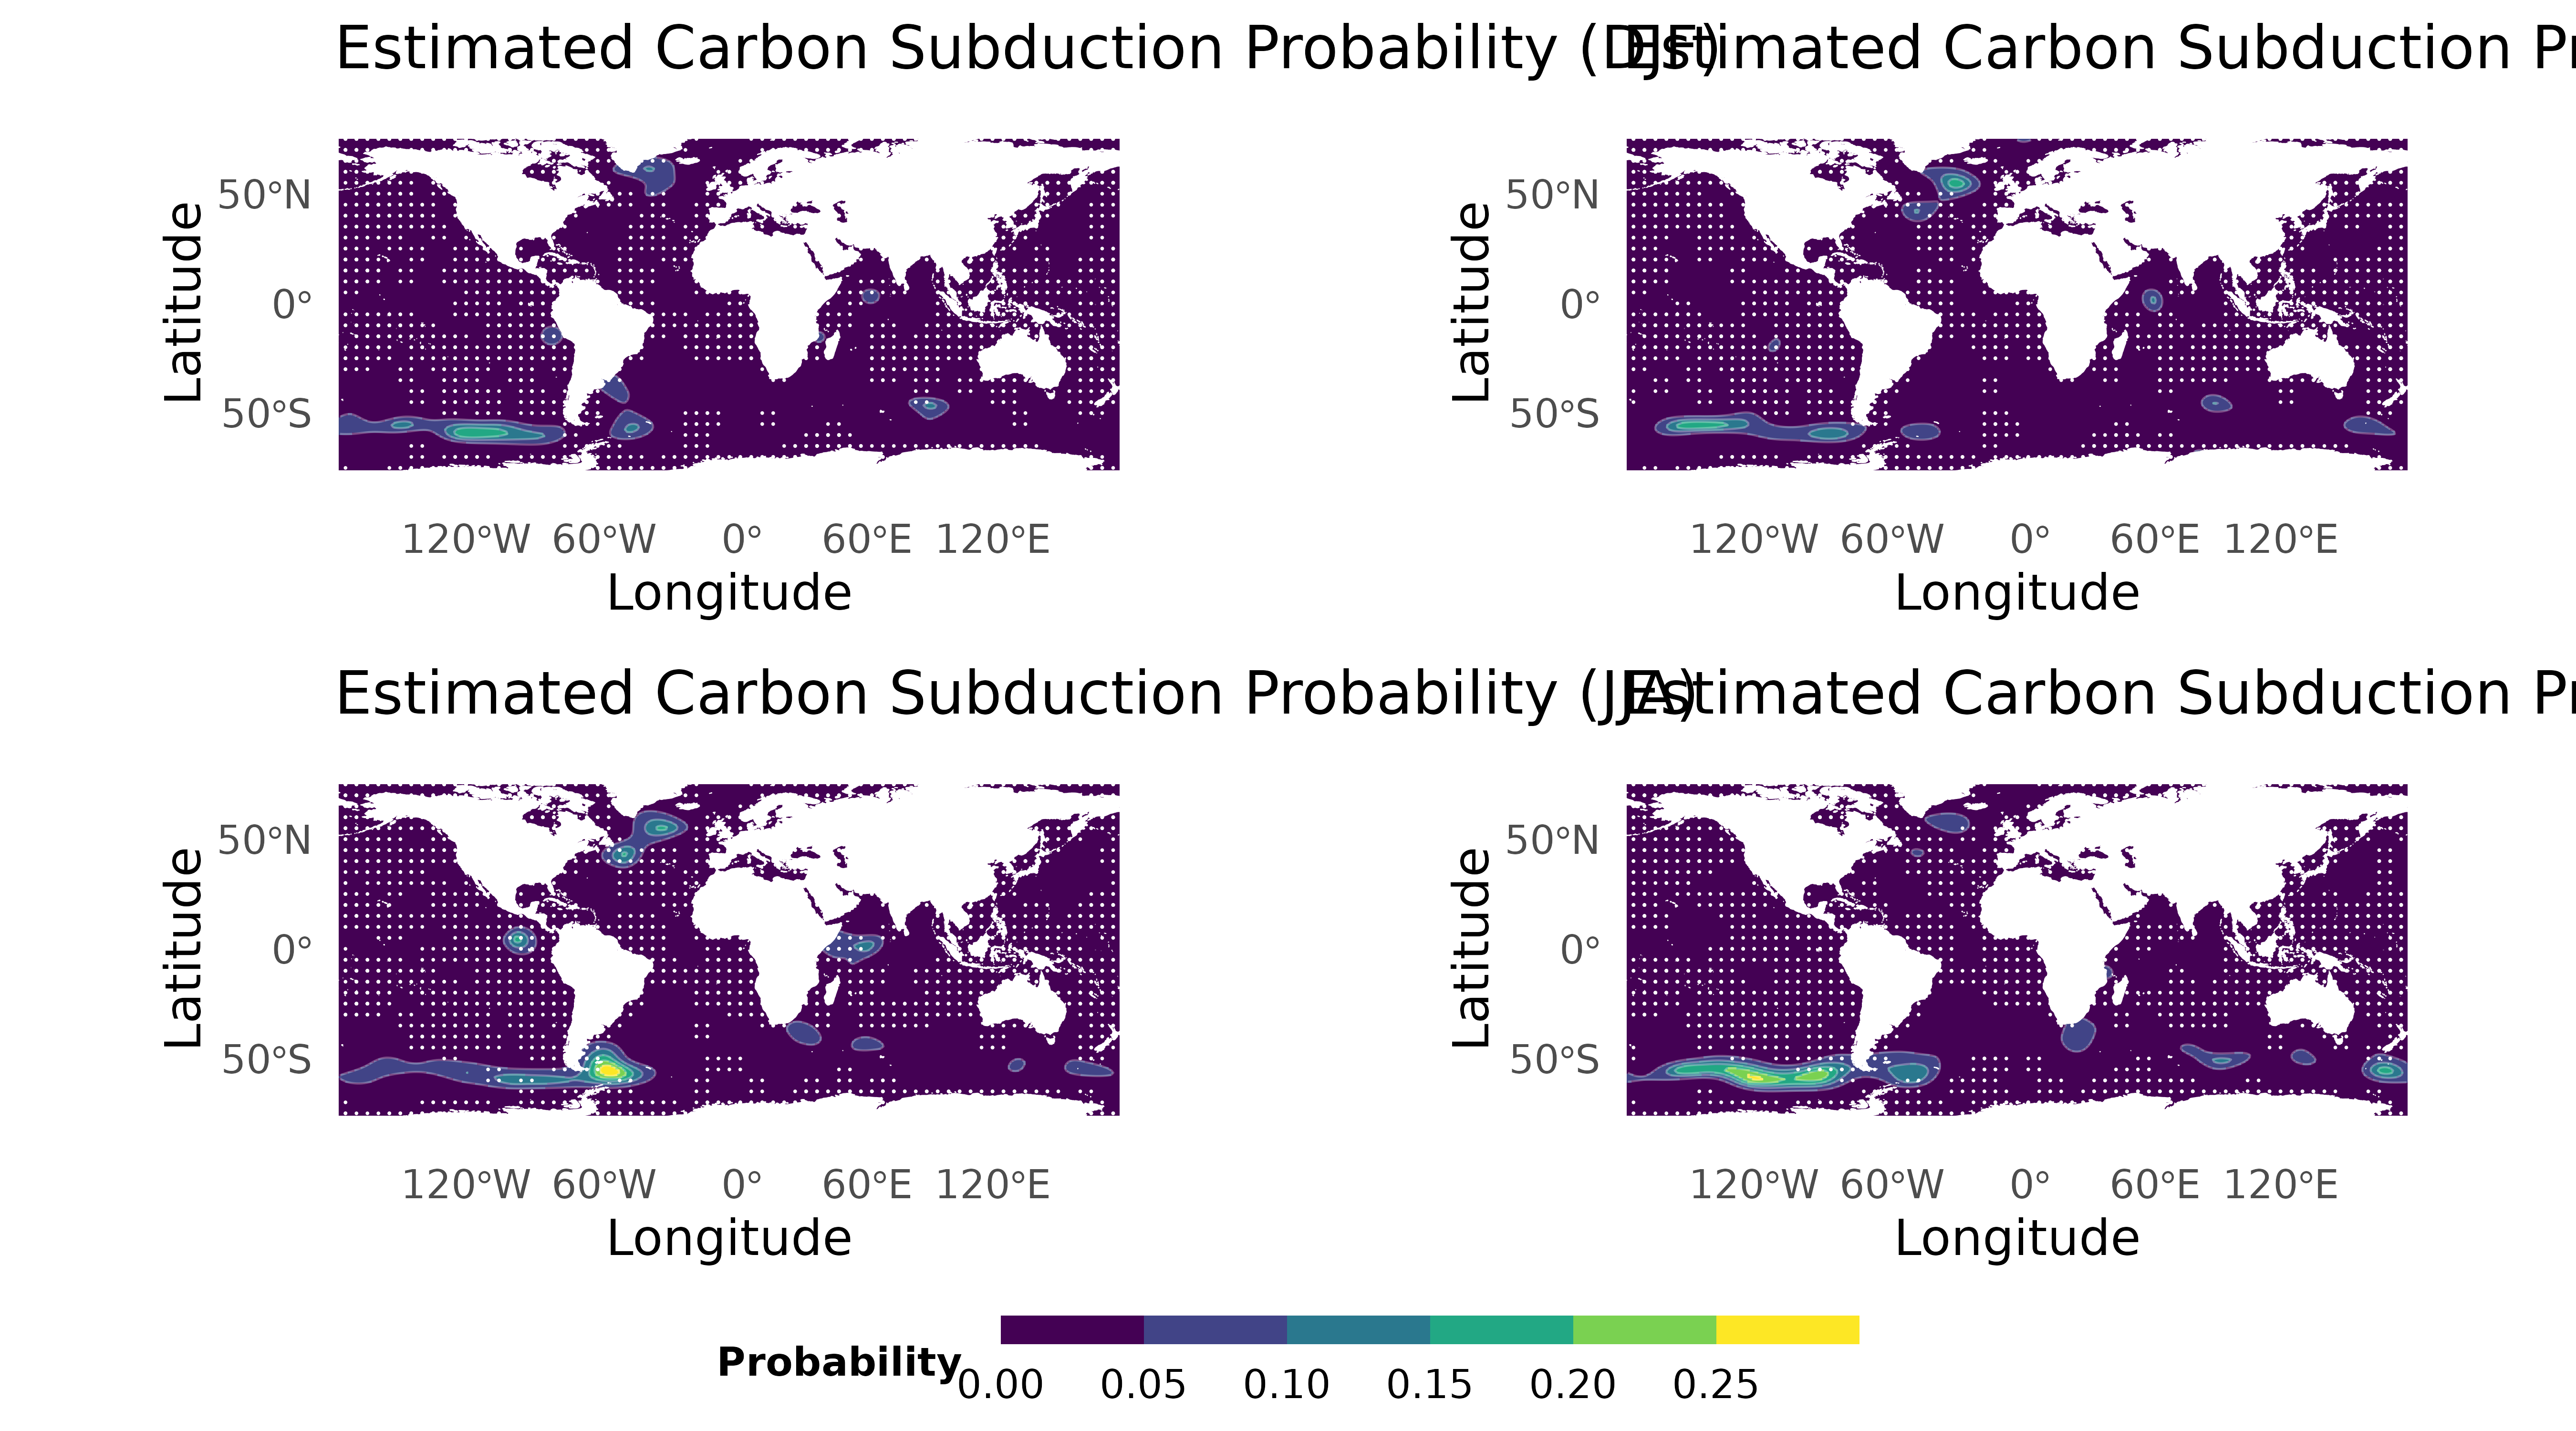 Estimated Carbon Subduction Probability (DJF)
Estimated Carbon Subduction Pr
Latitude
50°N
0°
50°S
120°W 60°W 0° 60°E 120°E
Longitude
Latitude
50°N
0°
50°S
120°W 60°W 0° 60°E 120°E
Longitude
Estimated Carbon Subduction Probability (JJA)
Estimated Carbon Subduction Pr
Latitude
50°N
0°
50°S
120°W 60°W 0° 60°E 120°E
Longitude
Latitude
50°N
0°
50°S
120°W 60°W 0° 60°E 120°E
Longitude
Probability
0.00 0.05 0.10 0.15 0.20 0.25